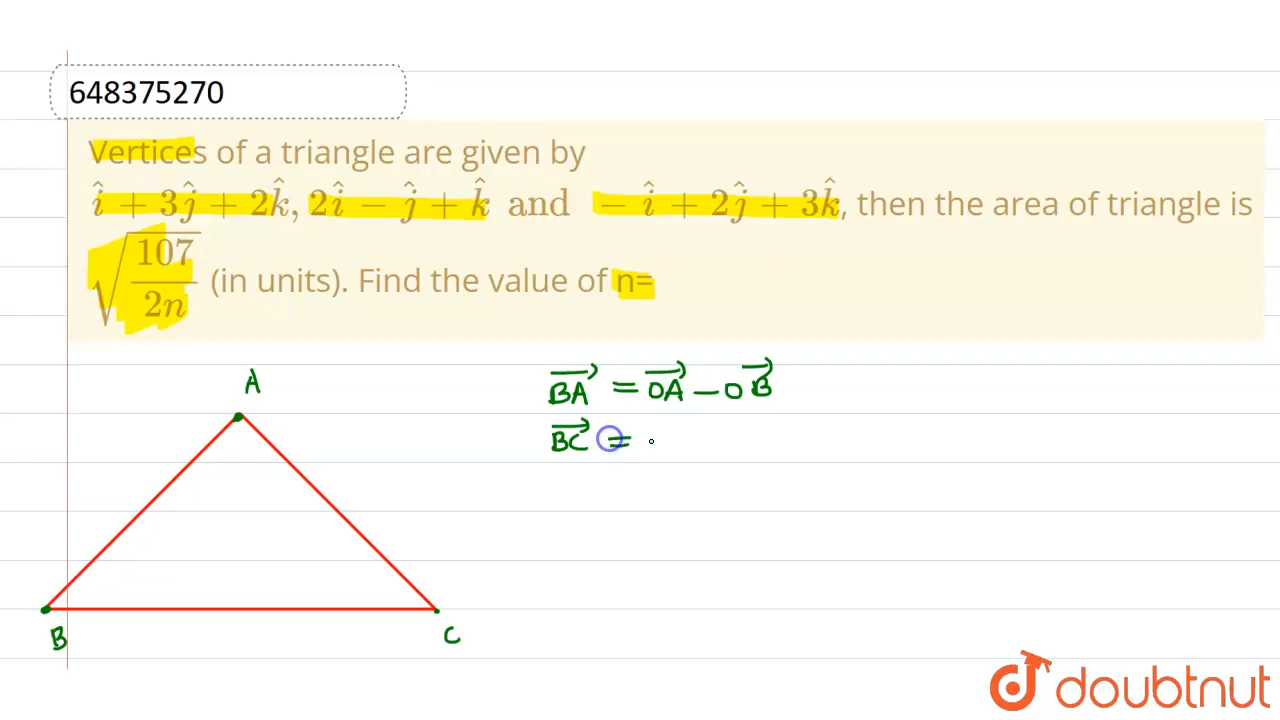 648375270
Vertices of a triangle are given by
$\hat{i} + 3\hat{j} + 2\hat{k}, 2\hat{i} - \hat{j} + \hat{k}$ and $-\hat{i} + 2\hat{j} + 3\hat{k}$, then the area of triangle is
$\sqrt{\frac{107}{2n}}$ (in units). Find the value of n=
A
$\overrightarrow{BA} = \overrightarrow{OA} - O\overrightarrow{B}$
$\overrightarrow{BC} =$
B
C
doubtnut